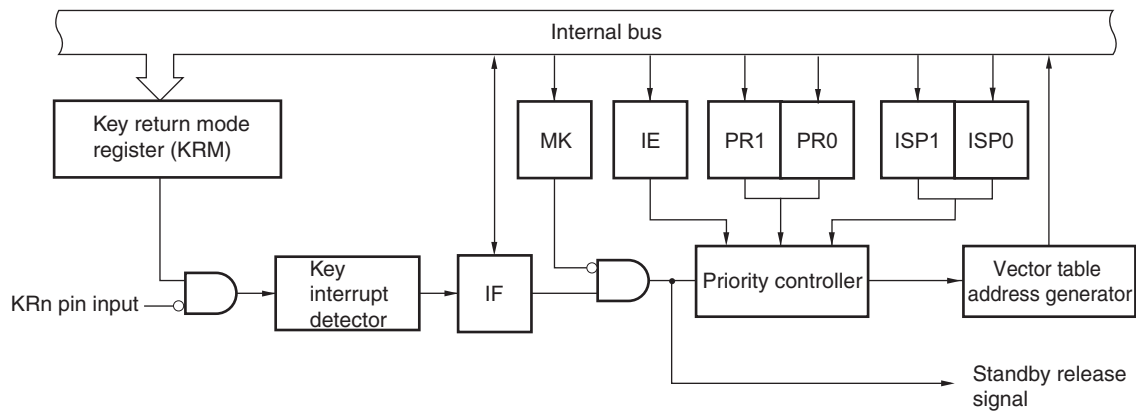 Internal bus
Key return mode
register (KRM)
MK
IE
PR1
PR0
ISP1
ISP0
KRn pin input
Key
interrupt
detector
IF
Priority controller
Vector table
address generator
Standby release
signal